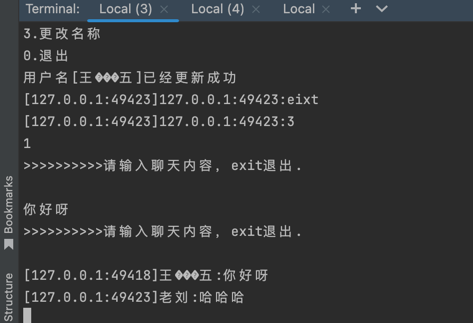 Terminal: Local (3) × Local (4) × Local × + ∨
3.更改名称
0.退出
用户名[王���五]已经更新成功
[127.0.0.1:49423]127.0.0.1:49423:eixt
[127.0.0.1:49423]127.0.0.1:49423:3
1
>>>>>>>>>>请输入聊天内容, exit退出.
你好呀
>>>>>>>>>>请输入聊天内容, exit退出.
[127.0.0.1:49418]王���五:你好呀
[127.0.0.1:49423]老刘:哈哈哈
Bookmarks
Structure